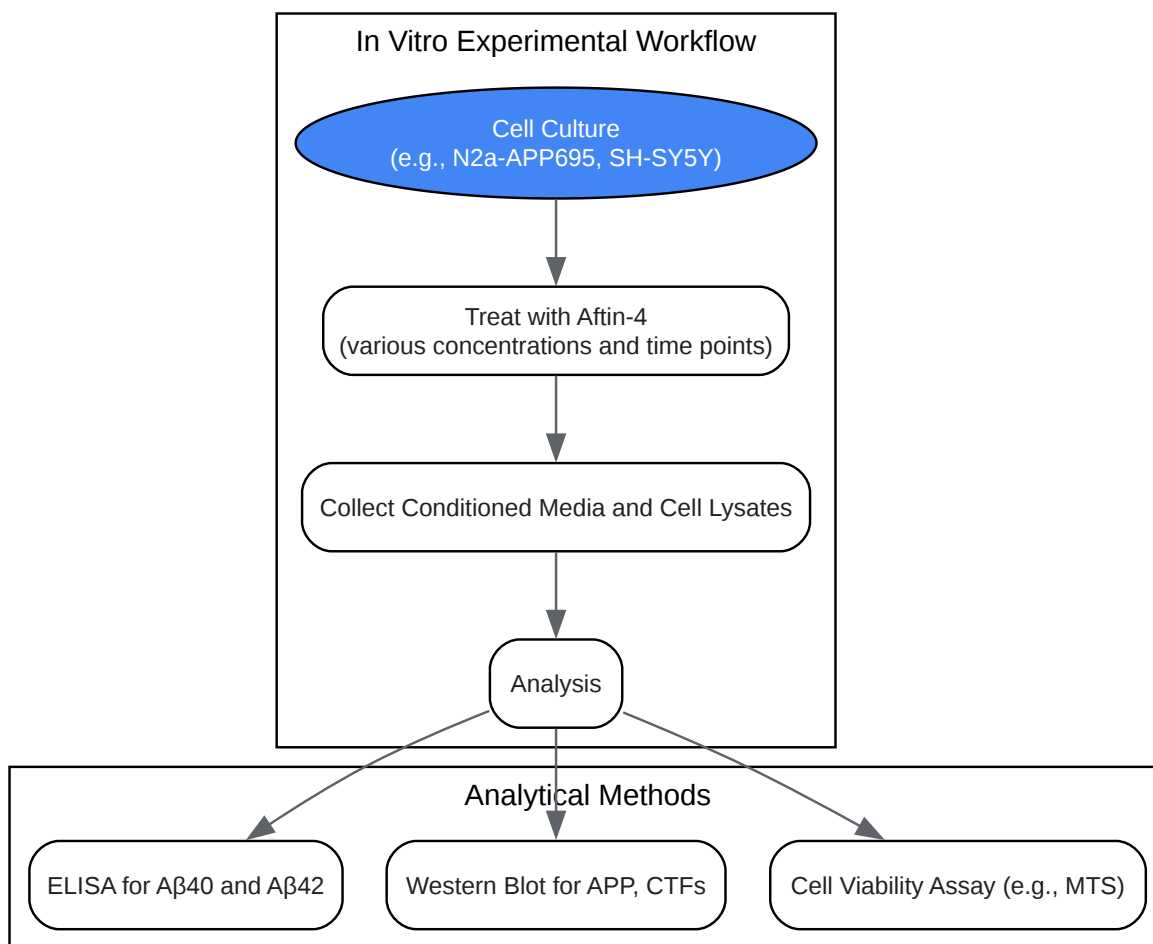 In Vitro Experimental Workflow
Cell Culture
(e.g., N2a-APP695, SH-SY5Y)
Treat with Aftin-4
(various concentrations and time points)
Collect Conditioned Media and Cell Lysates
Analysis
Analytical Methods
ELISA for Aβ40 and Aβ42
Western Blot for APP, CTFs
Cell Viability Assay (e.g., MTS)